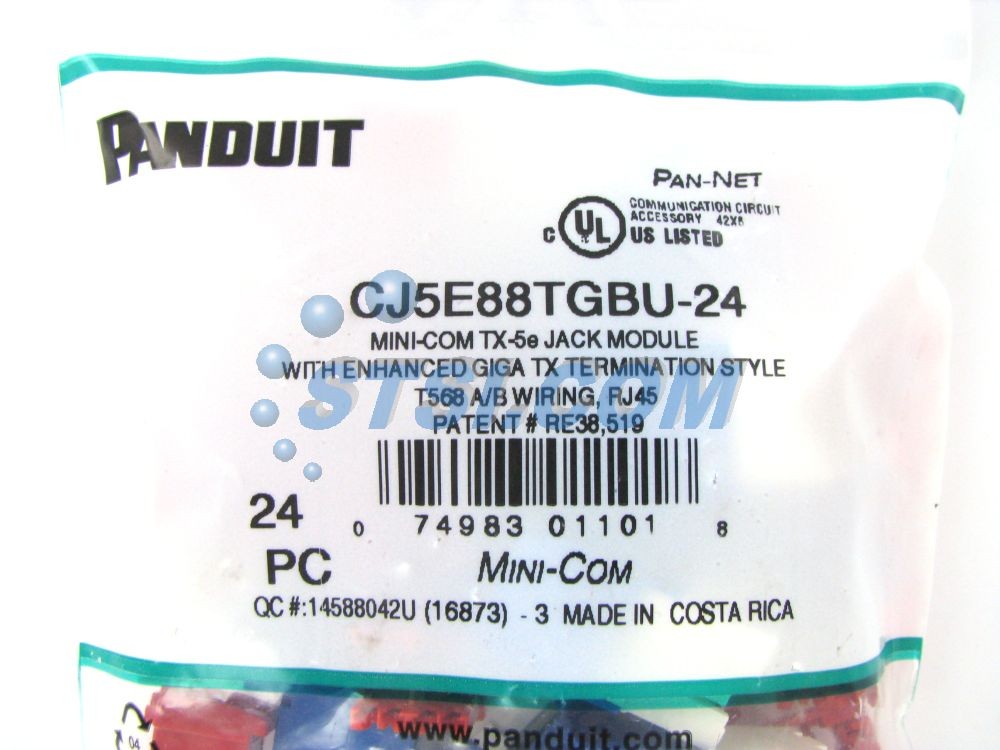 PANDUIT
PAN-NET
COMMUNICATION CIRCUIT
ACCESSORY 42X6
C UL US LISTED
CJ5E88TGBU-24
MINI-COM TX-5e JACK MODULE
WITH ENHANCED GIGA TX TERMINATION STYLE
STSI.COM
T568 A/B WIRING, RJ45
PATENT # RE38,519
24
0 74983 01101 8
PC
MINI-COM
QC #:14588042U (16873) - 3 MADE IN COSTA RICA
www.panduit.com
04